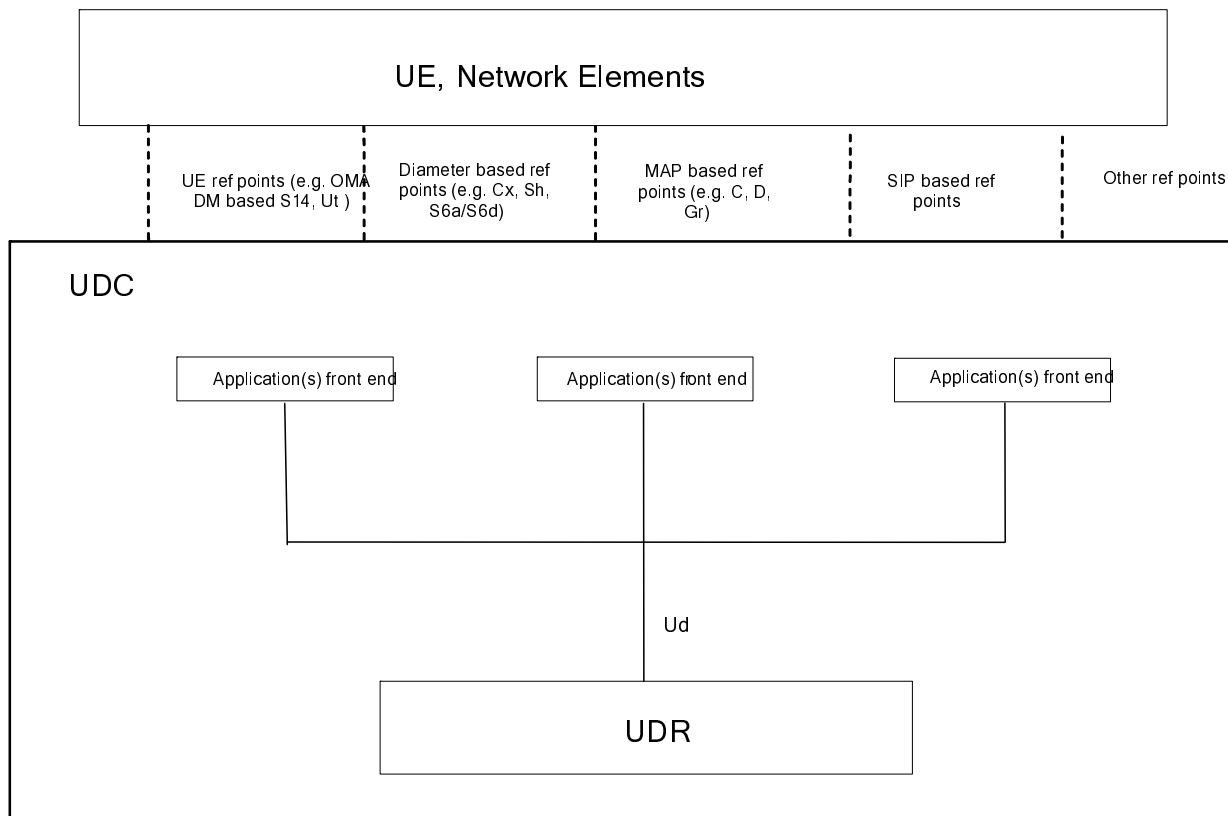 UE, Network Elements
UE ref points (e.g. OMA
DM based S14, Ut )
Diameter based ref
points (e.g. Cx, Sh,
S6a/S6d)
MAP based ref
points (e.g. C, D,
Gr)
SIP based ref
points
Other ref points
UDC
Application(s) front end
Application(s) front end
Application(s) front end
Ud
UDR